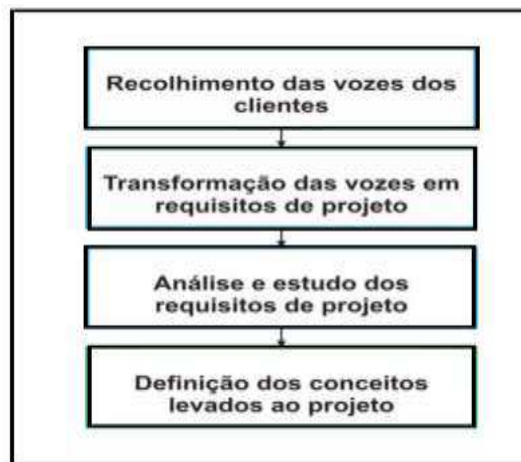 Recolhimento das vozes dos
clientes
Transformação das vozes em
requisitos de projeto
Análise e estudo dos
requisitos de projeto
Definição dos conceitos
levados ao projeto